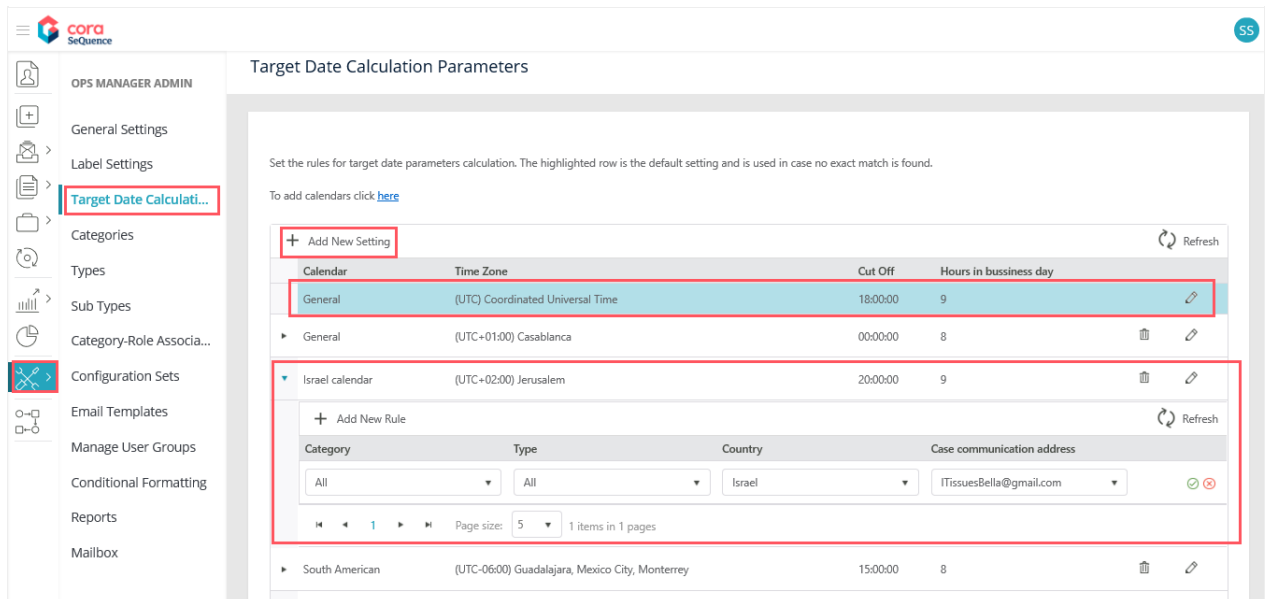 cora
SeQuence
SS
OPS MANAGER ADMIN
General Settings
Label Settings
Target Date Calculati...
Categories
Types
Sub Types
Category-Role Associa...
Configuration Sets
Email Templates
Manage User Groups
Conditional Formatting
Reports
Mailbox
Target Date Calculation Parameters
Set the rules for target date parameters calculation. The highlighted row is the default setting and is used in case no exact match is found.
To add calendars click here
+ Add New Setting Refresh
Calendar Time Zone Cut Off Hours in bussiness day
General (UTC) Coordinated Universal Time 18:00:00 9
General (UTC+01:00) Casablanca 00:00:00 8
Israel calendar (UTC+02:00) Jerusalem 20:00:00 9
+ Add New Rule Refresh
Category Type Country Case communication address
All All Israel ITissuesBella@gmail.com
1 Page size: 5 1 items in 1 pages
South American (UTC-06:00) Guadalajara, Mexico City, Monterrey 15:00:00 8